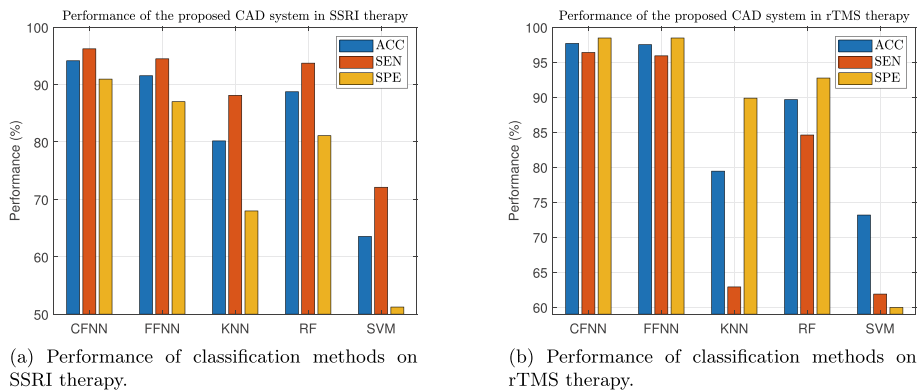 Performance of the proposed CAD system in SSRI therapy
100
90
80
70
60
50
Performance (%)
ACC
SEN
SPE
CFNN FFNN KNN RF SVM
(a) Performance of classification methods on
SSRI therapy.
Performance of the proposed CAD system in rTMS therapy
100
95
90
85
80
75
70
65
60
Performance (%)
ACC
SEN
SPE
CFNN FFNN KNN RF SVM
(b) Performance of classification methods on
rTMS therapy.